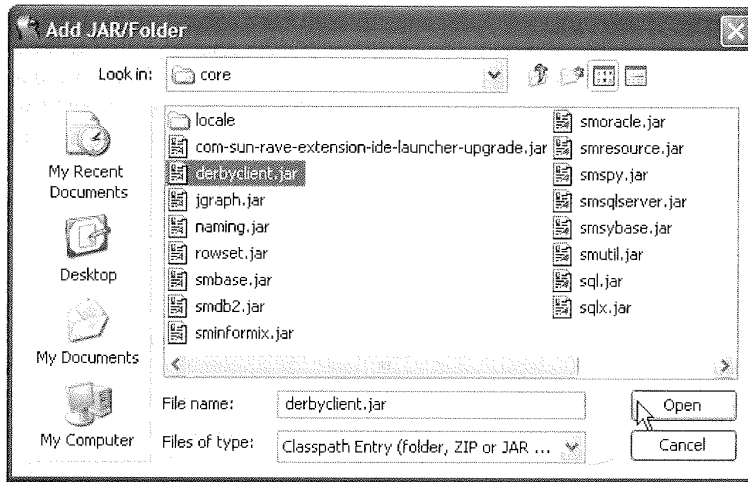 Add JAR/Folder
Look in: core
My Recent Documents
Desktop
My Documents
My Computer
locale
com-sun-rave-extension-ide-launcher-upgrade.jar
derbyclient.jar
jgraph.jar
naming.jar
rowset.jar
smbase.jar
smdb2.jar
sminformix.jar
smoracle.jar
smresource.jar
smspy.jar
smsqlserver.jar
smsybase.jar
smutil.jar
sql.jar
sqlx.jar
File name: derbyclient.jar
Open
Files of type: Classpath Entry (folder, ZIP or JAR ...
Cancel